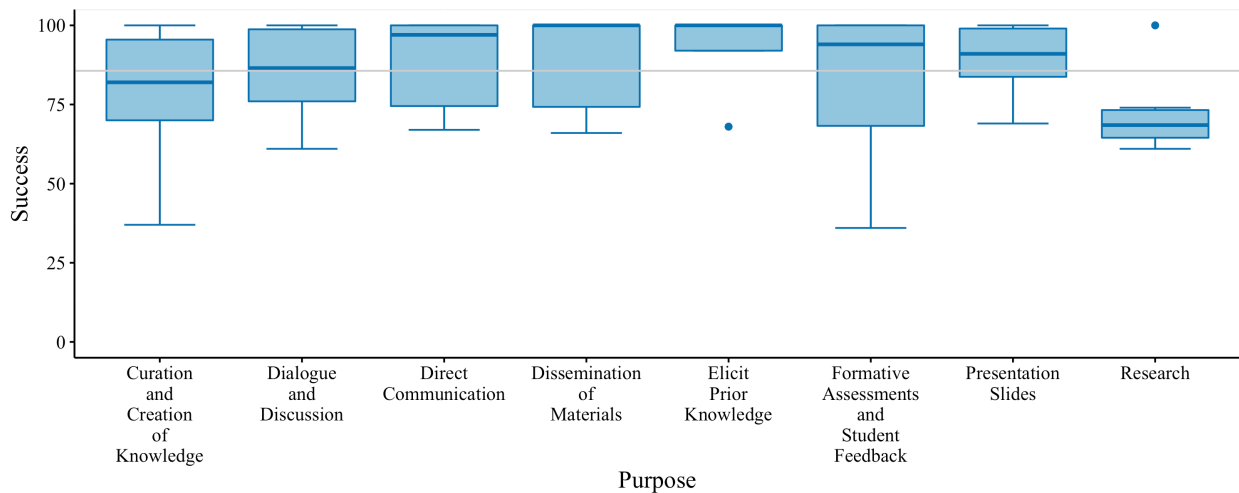 100
75
50
25
0
Success
Curation
and
Creation
of
Knowledge
Dialogue
and
Discussion
Direct
Communication
Dissemination
of
Materials
Elicit
Prior
Knowledge
Formative
Assessments
and
Student
Feedback
Presentation
Slides
Research
Purpose